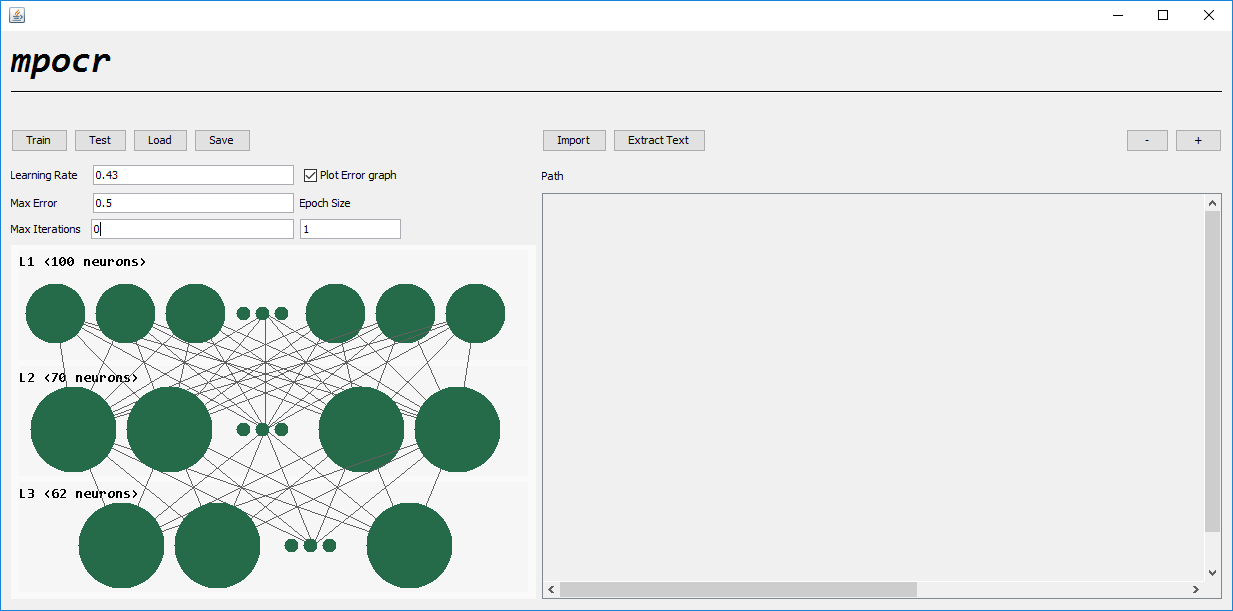 mpocr
Train Test Load Save
Import Extract Text - +
Learning Rate 0.43 Plot Error graph
Path
Max Error 0.5 Epoch Size
Max Iterations 0 1
L1 <100 neurons>
L2 <70 neurons>
L3 <62 neurons>